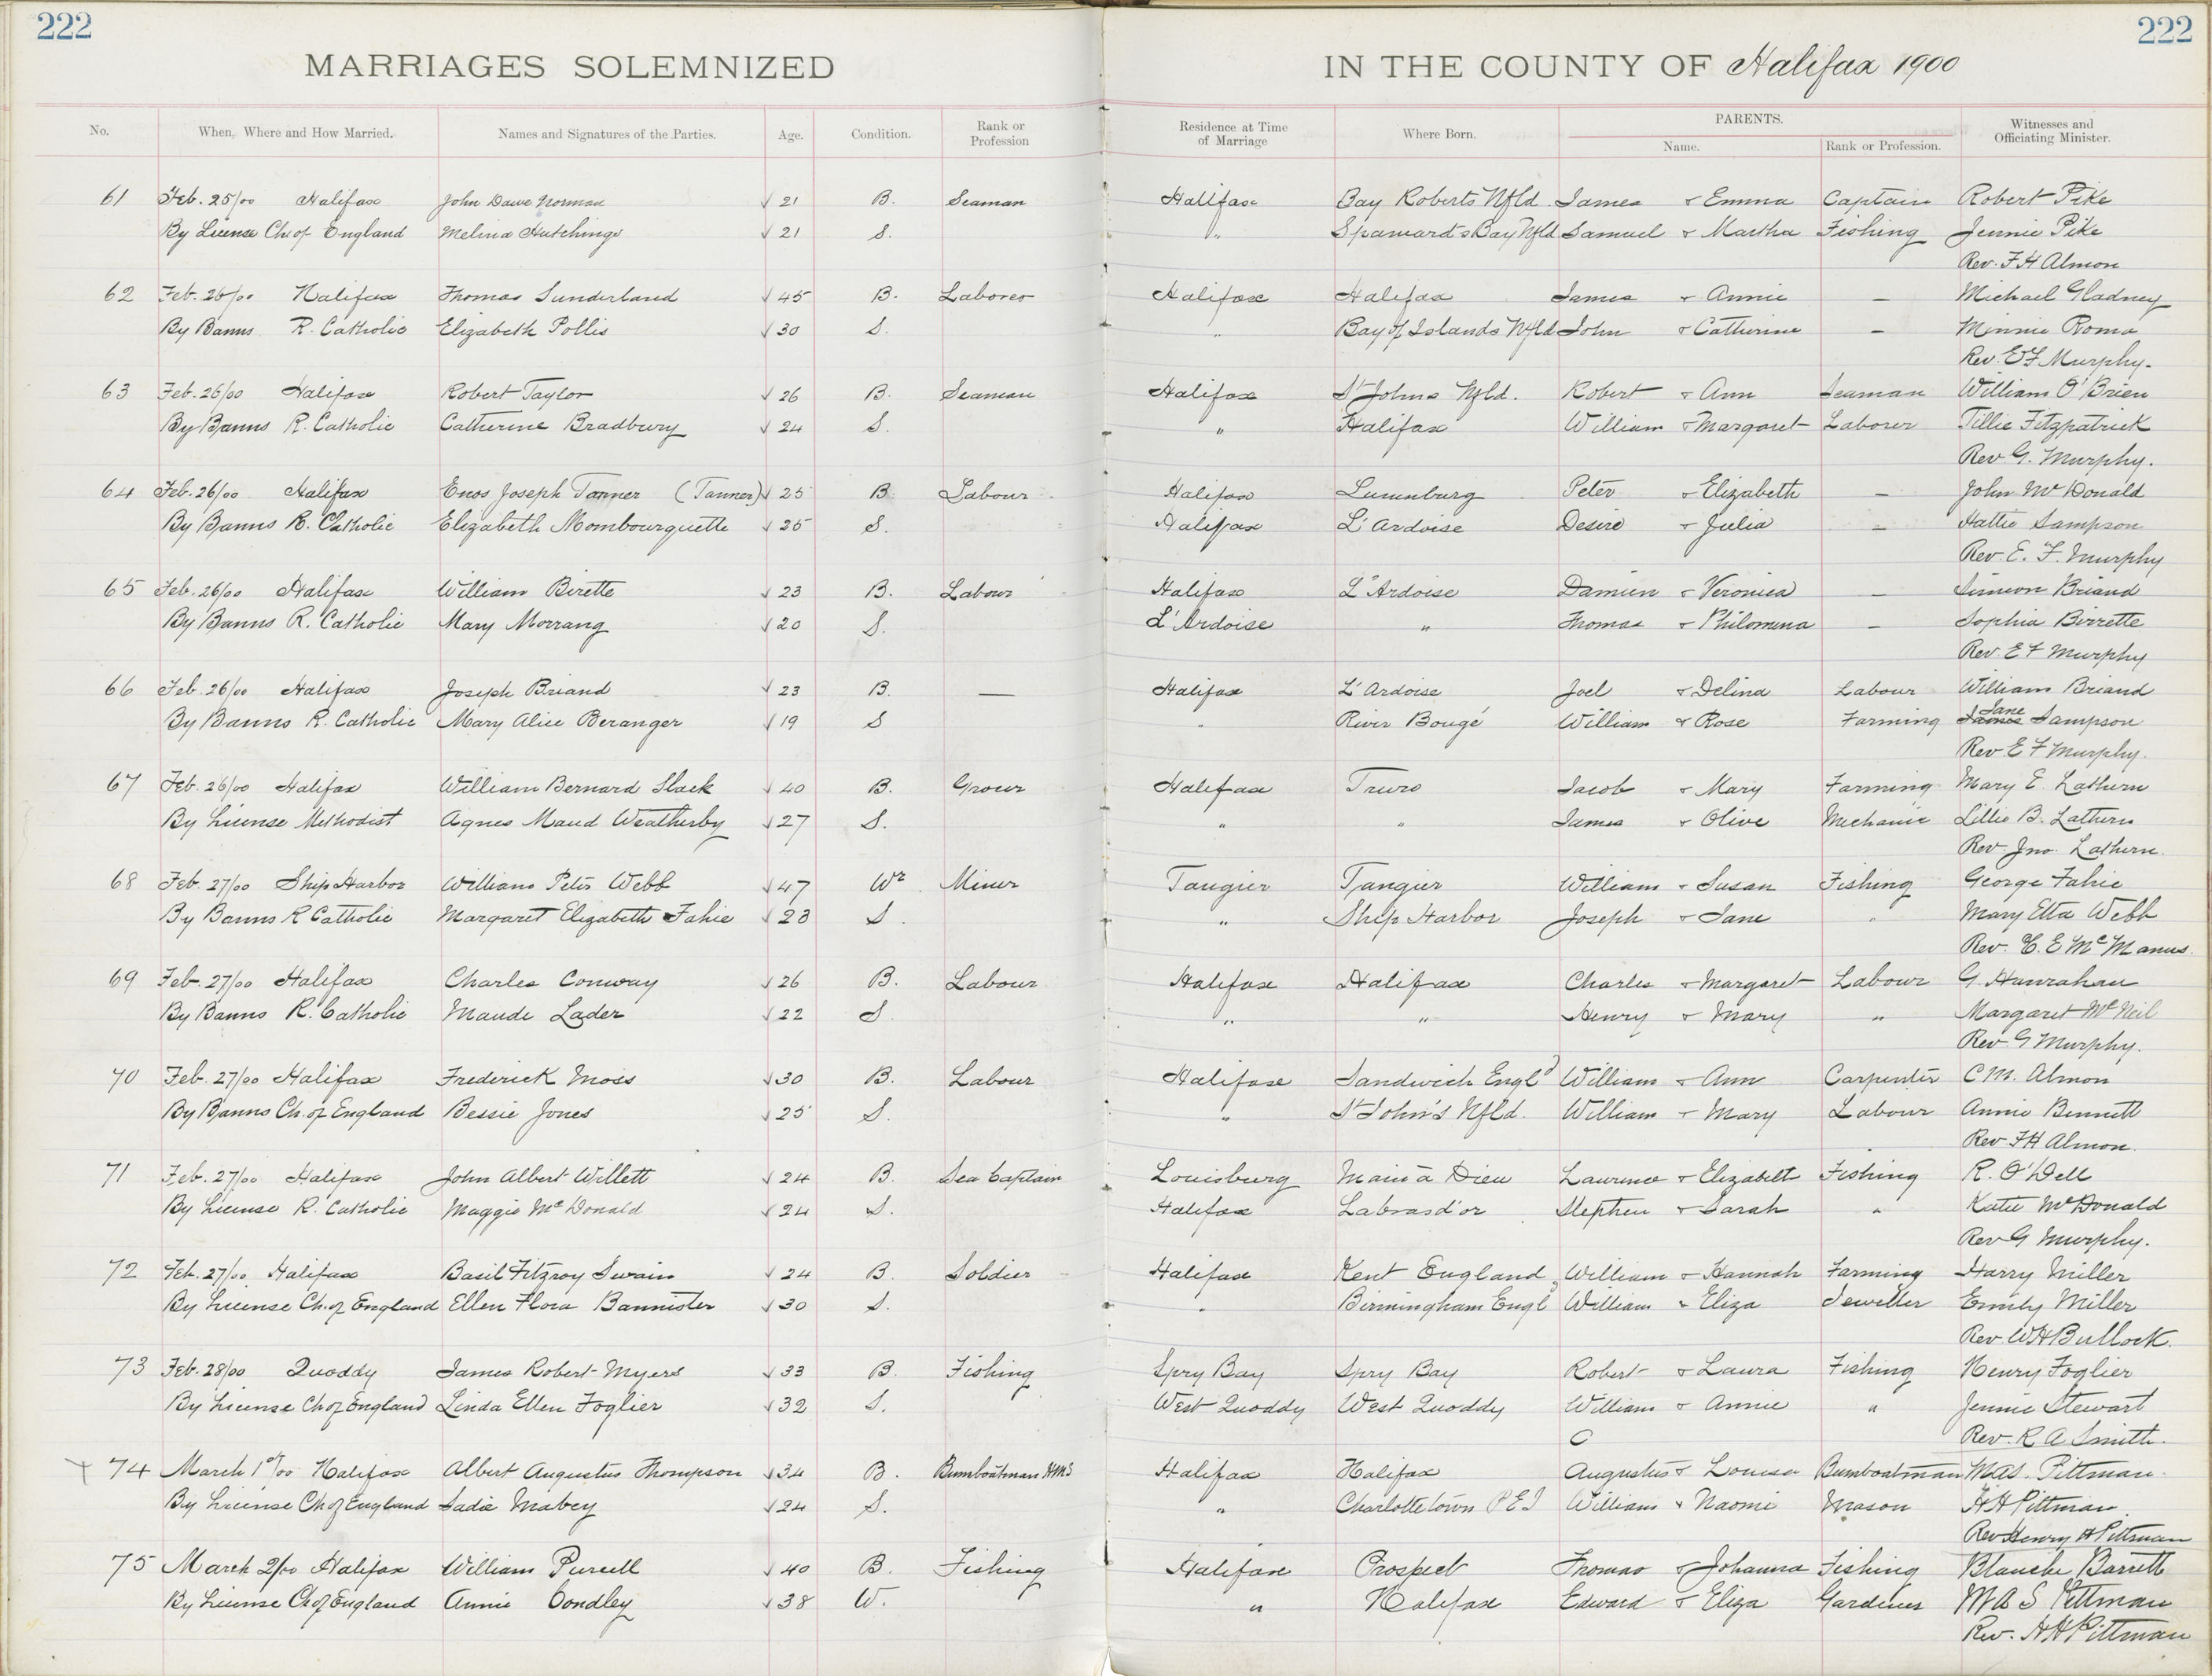 222
222
MARRIAGES SOLEMNIZED IN THE COUNTY OF Halifax 1900
No. When, Where and How Married. Names and Signatures of the Parties. Age. Condition. Rank or Profession Residence at Time of Marriage Where Born. PARENTS. Name. Rank or Profession. Witnesses and Officiating Minister.
61 Feb. 25/00 Halifax John Dawe Norman √ 21 B. Seaman Halifax Bay Roberts Nfld. James & Emma Captain Robert Pike
By License Ch. of England Melina Hutchings √ 21 S. " Spaniard's Bay Nfld Samuel & Martha Fishing Jennie Pike
Rev. F H Almon
62 Feb. 26/00 Halifax Thomas Sunderland √ 45 B. Laborer Halifax Halifax James & Annie — Michael Gladney
By Banns R. Catholic Elizabeth Pollis √ 30 S. " Bay of Islands Nfld John & Catherine — Minnie Roma
Rev. E F Murphy.
63 Feb. 26/00 Halifax Robert Taylor √ 26 B. Seaman Halifax St Johns Nfld. Robert & Ann Seaman William O'Brien
By Banns R. Catholic Catherine Bradbury √ 24 S. " Halifax William & Margaret Laborer Tillie Fitzpatrick
Rev G. Murphy.
64 Feb. 26/00 Halifax Enos Joseph Tanner (Tanner) √ 25 B Labour Halifax Lunenburg Peter & Elizabeth — John McDonald
By Banns R. Catholic Elizabeth Mombourquette √ 25 S. Halifax L'Ardoise Desire & Julia — Hattie Sampson
Rev E. F. Murphy
65 Feb. 26/00 Halifax William Birette √ 23 B. Labour Halifax L'Ardoise Damien & Veronica — Simeon Briand
By Banns R. Catholic Mary Morrang √ 20 S. L'Ardoise " Thomas & Philomena — Sophia Birrette
Rev. E F Murphy
66 Feb. 26/00 Halifax Joseph Briand √ 23 B. — Halifax L'Ardoise Joel & Delina Labour William Briand
By Banns R. Catholic Mary Alice Beranger √ 19 S " River Bougé William & Rose Farming James Jane Sampson
Rev E F Murphy.
67 Feb. 26/00 Halifax William Bernard Slack √ 40 B. Grocer Halifax Truro Jacob & Mary Farming Mary E. Lathern
By License Methodist Agnes Maud Weatherby √ 27 S. " " James & Olive Mechanic Lillie B. Lathern
Rev. Jno. Lathern.
68 Feb. 27/00 Ship Harbor William Peter Webb √ 47 Wr. Miner Tangier Tangier William & Susan Fishing George Fahie
By Banns R Catholic Margaret Elizabeth Fahie √ 28 S. " Ship Harbor Joseph & Jane " Mary Etta Webb
Rev. E. E McManus.
69 Feb. 27/00 Halifax Charles Conway √ 26 B. Labour Halifax Halifax Charles & Margaret Labour G. Hanrahan
By Banns R. Catholic Maude Lader √ 22 S " " Henry & Mary " Margaret McNeil
Rev. G Murphy.
70 Feb. 27/00 Halifax Frederick Moss √ 30 B. Labour Halifax Sandwich Engld William & Ann Carpenter C M. Almon
By Banns Ch. of England Bessie Jones √ 25 S. " St John's Nfld. William & Mary Labour Annie Bennett
Rev F H Almon.
71 Feb. 27/00 Halifax John Albert Willett √ 24 B. Sea Captain Louisburg Main à Dieu Laurence & Elizabeth Fishing R. O'Dell
By License R. Catholic Maggie McDonald √ 24 S. Halifax Labrasd'or Stephen & Sarah " Katie McDonald
Rev G Murphy.
72 Feb. 27/00 Halifax Basil Fitzroy Swain √ 24 B. Soldier Halifax Kent England William & Hannah Farming Harry Miller
By License Ch. of England Ellen Flora Bannister √ 30 S. " Birmingham Engld William & Eliza Jeweller Emily Miller
Rev W H Bullock.
73 Feb. 28/00 Quoddy James Robert Myers √ 33 B. Fishing Spry Bay Spry Bay Robert & Laura Fishing Henry Foglier
By License Ch of England Linda Ellen Foglier √ 32 S. West Quoddy West Quoddy William & Annie " Jennie Stewart
Rev. R A Smith.
74 March 1st/00 Halifax Albert Augustus Thompson √ 34 B. Bumboatman HMS Halifax Halifax Augustus & Louisa Bumboatman MAS. Pittman.
By License Ch of England Sadie Mabey √ 24 S. " Charlottetown P E I William & Naomi Mason H H Pittman
Rev Henry H Pittman
75 March 2/00 Halifax William Purcell √ 40 B. Fishing Halifax Prospect Thomas & Johanna Fishing Blanche Barrett
By License Ch of England Annie Condley √ 38 W. " Halifax Edward & Eliza Gardener M A S Pittman
Rev. H H Pittman